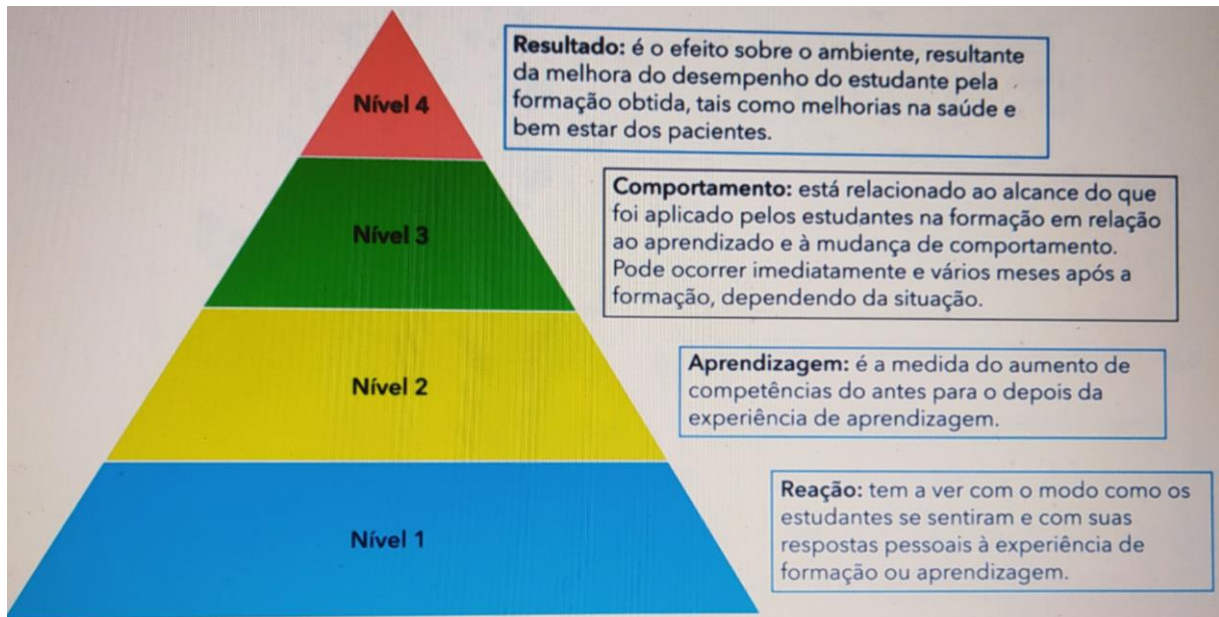 Nível 4
Resultado: é o efeito sobre o ambiente, resultante
da melhora do desempenho do estudante pela
formação obtida, tais como melhorias na saúde e
bem estar dos pacientes.
Nível 3
Comportamento: está relacionado ao alcance do que
foi aplicado pelos estudantes na formação em relação
ao aprendizado e à mudança de comportamento.
Pode ocorrer imediatamente e vários meses após a
formação, dependendo da situação.
Nível 2
Aprendizagem: é a medida do aumento de
competências do antes para o depois da
experiência de aprendizagem.
Nível 1
Reação: tem a ver com o modo como os
estudantes se sentiram e com suas
respostas pessoais à experiência de
formação ou aprendizagem.